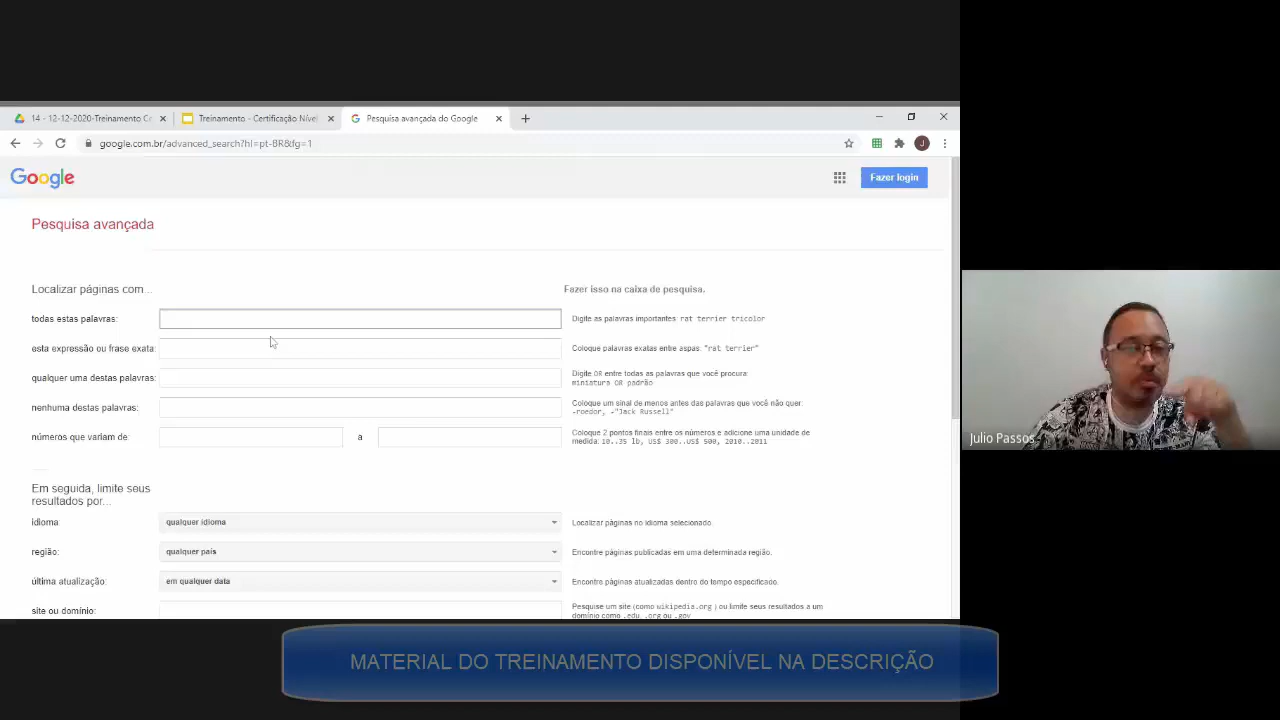 14 - 12-12-2020-Treinamento Ce
Treinamento - Certificação Nível
Pesquisa avançada do Google
google.com.br/advanced_search?hl=pt-BR&fg=1
J
Google
Fazer login
Pesquisa avançada
Localizar páginas com...
Fazer isso na caixa de pesquisa.
todas estas palavras:
Digite as palavras importantes: rat terrier tricolor
esta expressão ou frase exata:
Coloque palavras exatas entre aspas: "rat terrier"
qualquer uma destas palavras:
Digite OR entre todas as palavras que você procura:
miniatura OR padrão
nenhuma destas palavras:
Coloque um sinal de menos antes das palavras que você não quer:
-roedor, -"Jack Russell"
números que variam de:
a
Coloque 2 pontos finais entre os números e adicione uma unidade de
medida: 10..35 lb, US$ 300..US$ 500, 2010..2011
Em seguida, limite seus
resultados por...
idioma
qualquer idioma
Localizar páginas no idioma selecionado.
região:
qualquer país
Encontre páginas publicadas em uma determinada região.
última atualização:
em qualquer data
Encontre páginas atualizadas dentro do tempo especificado.
site ou domínio:
Pesquise um site (como wikipedia.org ) ou limite seus resultados a um
domínio como .edu, .org ou .gov
Julio Passos
MATERIAL DO TREINAMENTO DISPONÍVEL NA DESCRIÇÃO